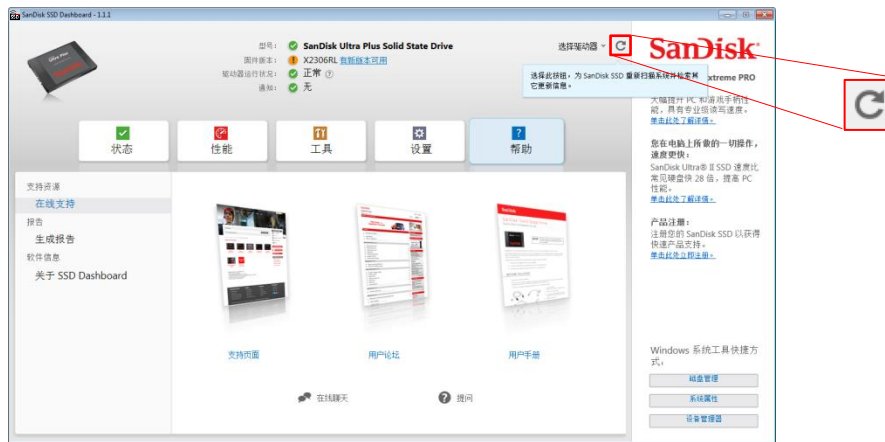 SanDisk SSD Dashboard - 1.1.1
型号： SanDisk Ultra Plus Solid State Drive
固件版本： X2306RL 有新版本可用
驱动器运行状况： 正常
通知： 无
选择驱动器
选择此按钮，为 SanDisk SSD 重新扫描系统并检索其
它更新信息。
状态
性能
工具
设置
帮助
支持资源
在线支持
报告
生成报告
软件信息
关于 SSD Dashboard
支持页面
用户论坛
用户手册
在线聊天
提问
SanDisk
xtreme PRO
大幅提升 PC 和游戏手柄性
能，具有专业级读写速度。
单击此处了解详情。
您在电脑上所做的一切操作，
速度更快：
SanDisk Ultra® II SSD 速度比
常见硬盘快 28 倍，提高 PC
性能。
单击此处了解详情。
产品注册：
注册您的 SanDisk SSD 以获得
快速产品支持。
单击此处立即注册。
Windows 系统工具快捷方
式：
磁盘管理
系统属性
设备管理器